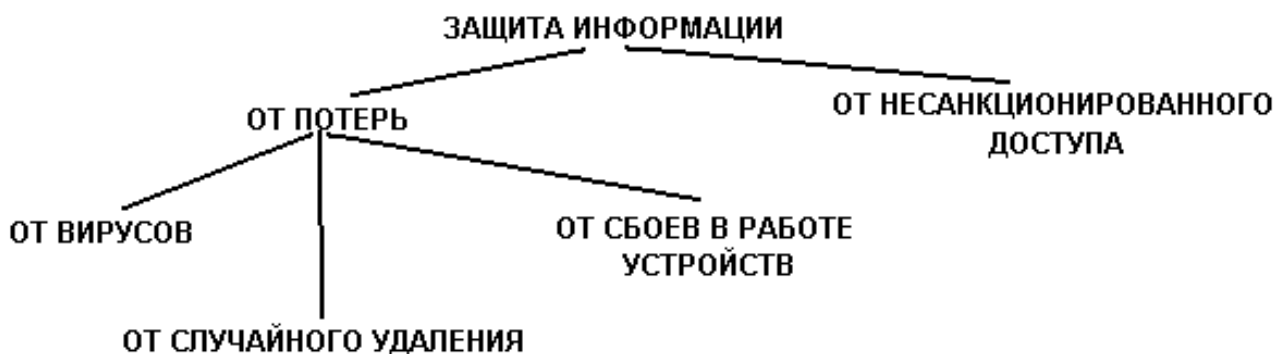 ЗАЩИТА ИНФОРМАЦИИ
ОТ ПОТЕРЬ
ОТ НЕСАНКЦИОНИРОВАННОГО
ДОСТУПА
ОТ ВИРУСОВ
ОТ СБОЕВ В РАБОТЕ
УСТРОЙСТВ
ОТ СЛУЧАЙНОГО УДАЛЕНИЯ